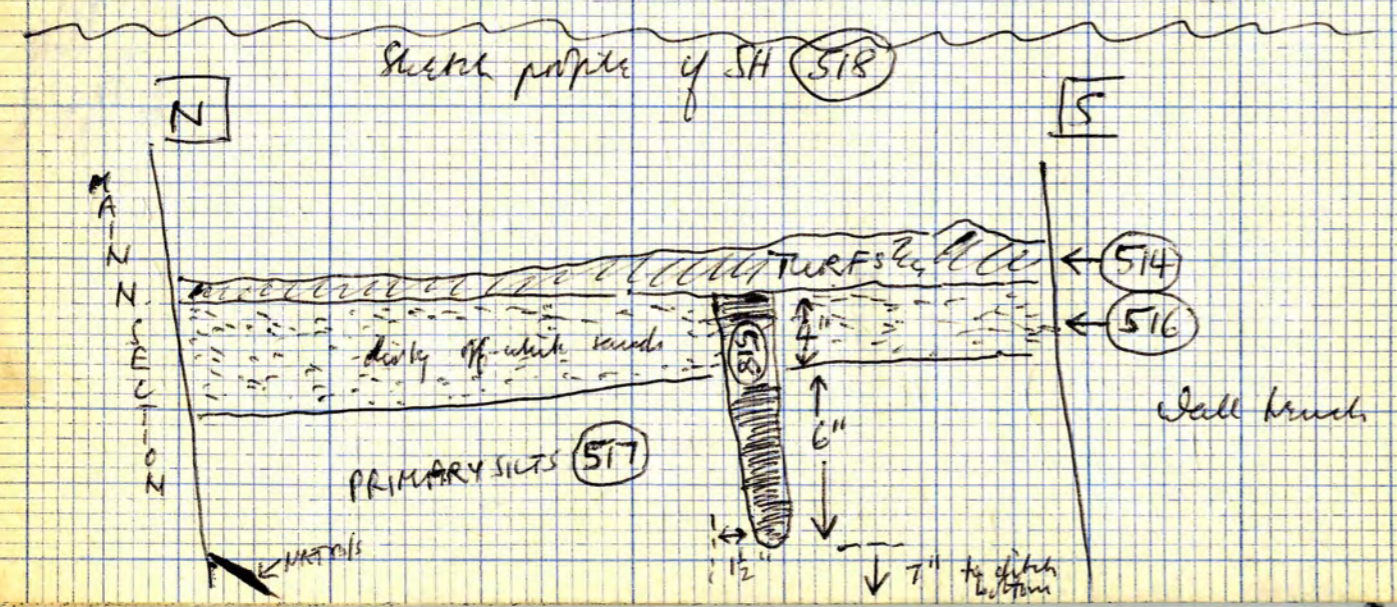 Sketch profile of SH 518
N
S
MAIN N. SECTION
TURFS
514
516
dirty off-white sands
518
4"
6"
Wall trench
PRIMARY SILTS 517
1½"
7" to ditch
bottom